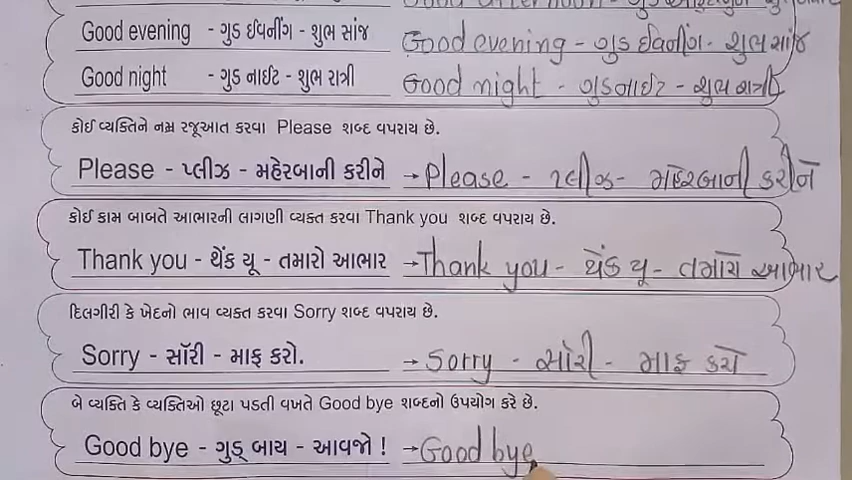 Good evening - ગુડ ઈવનીંગ - શુભ સાંજ Good evening - ગુડ ઈવનીંગ - શુભ સાંજ
Good night - ગુડ નાઈટ - શુભ રાત્રી Good night - ગુડનાઈટ - શુભ રાત્રી
કોઈ વ્યક્તિને નમ્ર રજૂઆત કરવા Please શબ્દ વપરાય છે.
Please - પ્લીઝ - મહેરબાની કરીને → Please - પ્લીઝ - મહેરબાની કરીને
કોઈ કામ બાબતે આભારની લાગણી વ્યક્ત કરવા Thank you શબ્દ વપરાય છે.
Thank you - થેંક યૂ - તમારો આભાર → Thank you - થેંક યૂ - તમારો આભાર
દિલગીરી કે ખેદનો ભાવ વ્યક્ત કરવા Sorry શબ્દ વપરાય છે.
Sorry - સૉરી - માફ કરો. → Sorry - સોરી - માફ કરો
બે વ્યક્તિ કે વ્યક્તિઓ છૂટા પડતી વખતે Good bye શબ્દનો ઉપયોગ કરે છે.
Good bye - ગુડ્ બાય - આવજો ! → Good bye